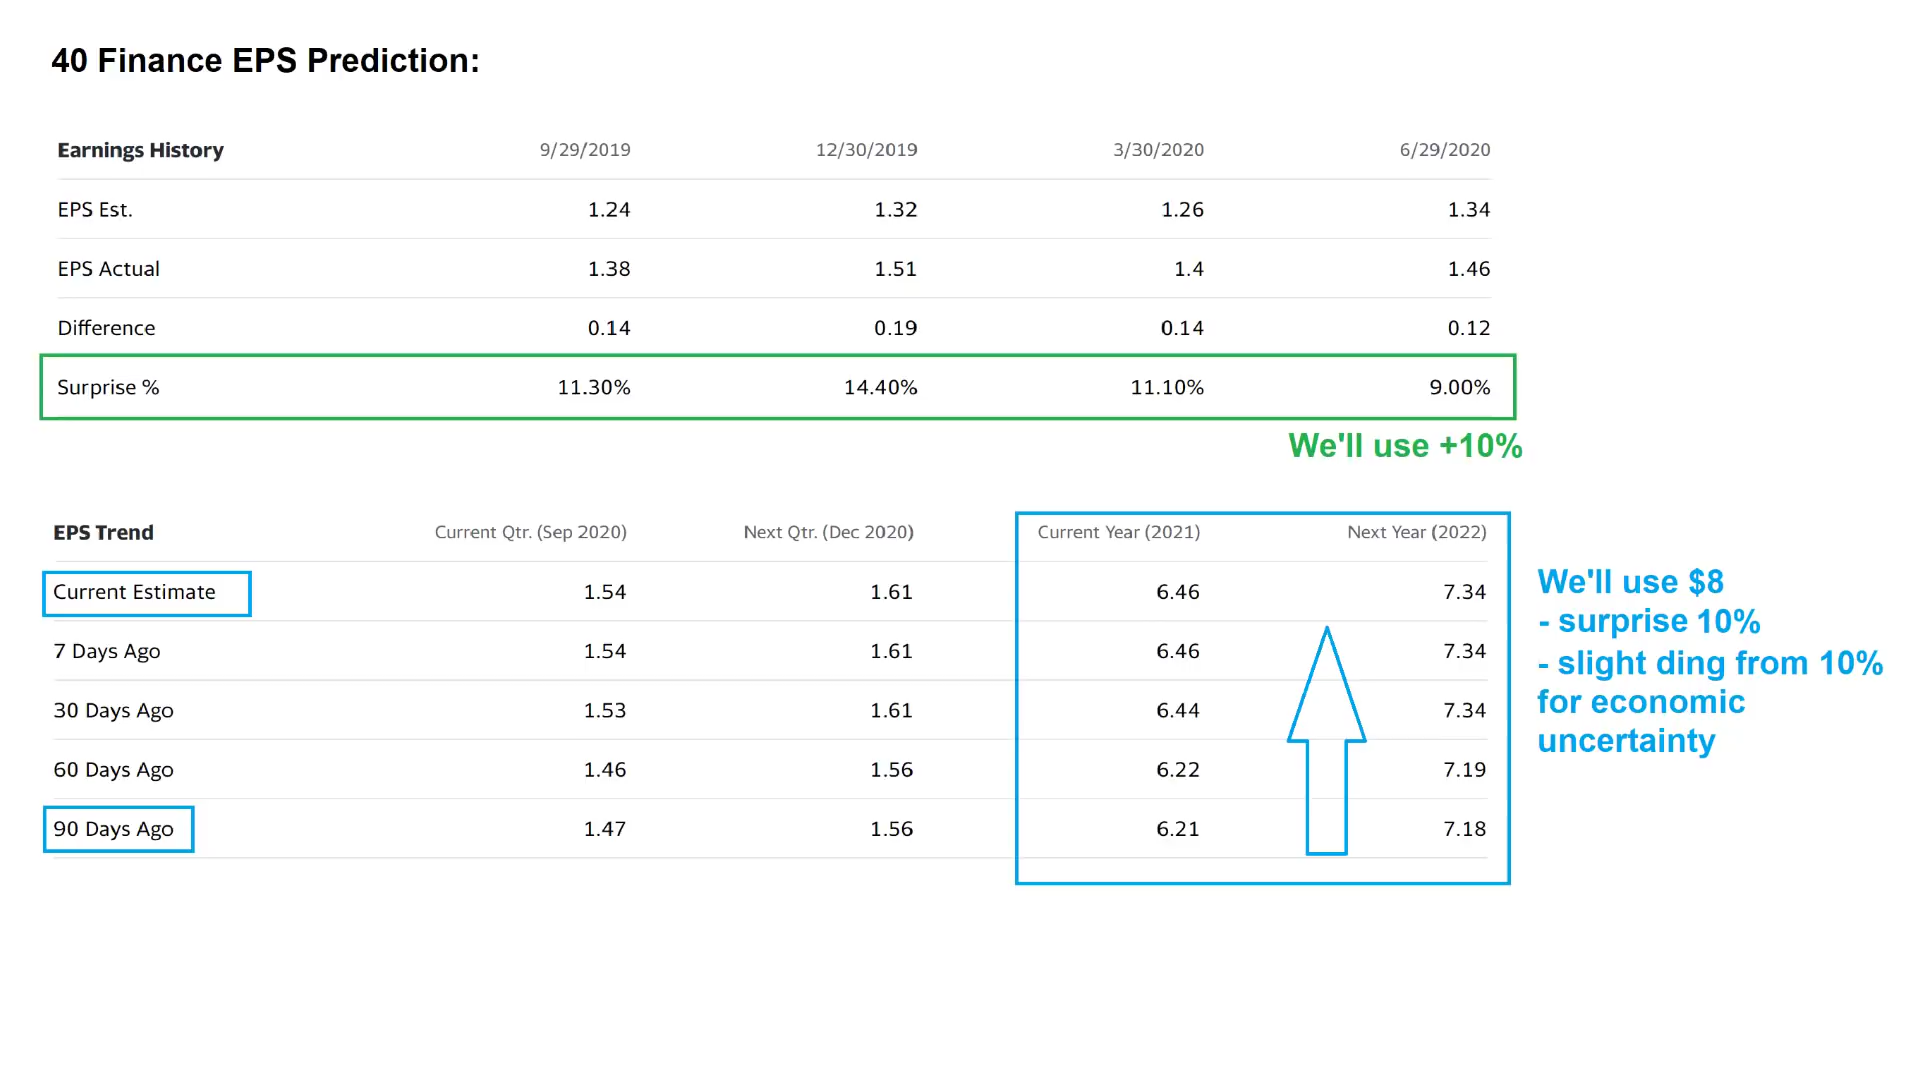 40 Finance EPS Prediction:
Earnings History 9/29/2019 12/30/2019 3/30/2020 6/29/2020
EPS Est. 1.24 1.32 1.26 1.34
EPS Actual 1.38 1.51 1.4 1.46
Difference 0.14 0.19 0.14 0.12
Surprise % 11.30% 14.40% 11.10% 9.00%
We'll use +10%
EPS Trend Current Qtr. (Sep 2020) Next Qtr. (Dec 2020) Current Year (2021) Next Year (2022)
Current Estimate 1.54 1.61 6.46 7.34
7 Days Ago 1.54 1.61 6.46 7.34
30 Days Ago 1.53 1.61 6.44 7.34
60 Days Ago 1.46 1.56 6.22 7.19
90 Days Ago 1.47 1.56 6.21 7.18
We'll use $8
- surprise 10%
- slight ding from 10%
for economic
uncertainty